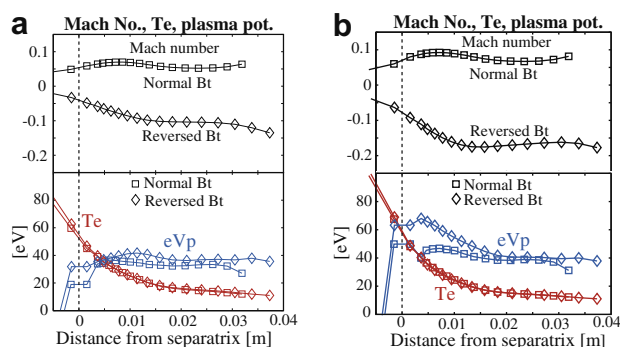 a
Mach No., Te, plasma pot.
0.1
Mach number
Normal Bt
0
-0.1
Reversed Bt
-0.2
80
Normal Bt
Reversed Bt
60
Te
[eV]
eVp
40
20
0
0 0.01 0.02 0.03 0.04
Distance from separatrix [m]
b
Mach No., Te, plasma pot.
0.1
Mach number
Normal Bt
0
-0.1
Reversed Bt
-0.2
80
Normal Bt
Reversed Bt
60
[eV]
eVp
40
Te
20
0
0 0.01 0.02 0.03 0.04
Distance from separatrix [m]